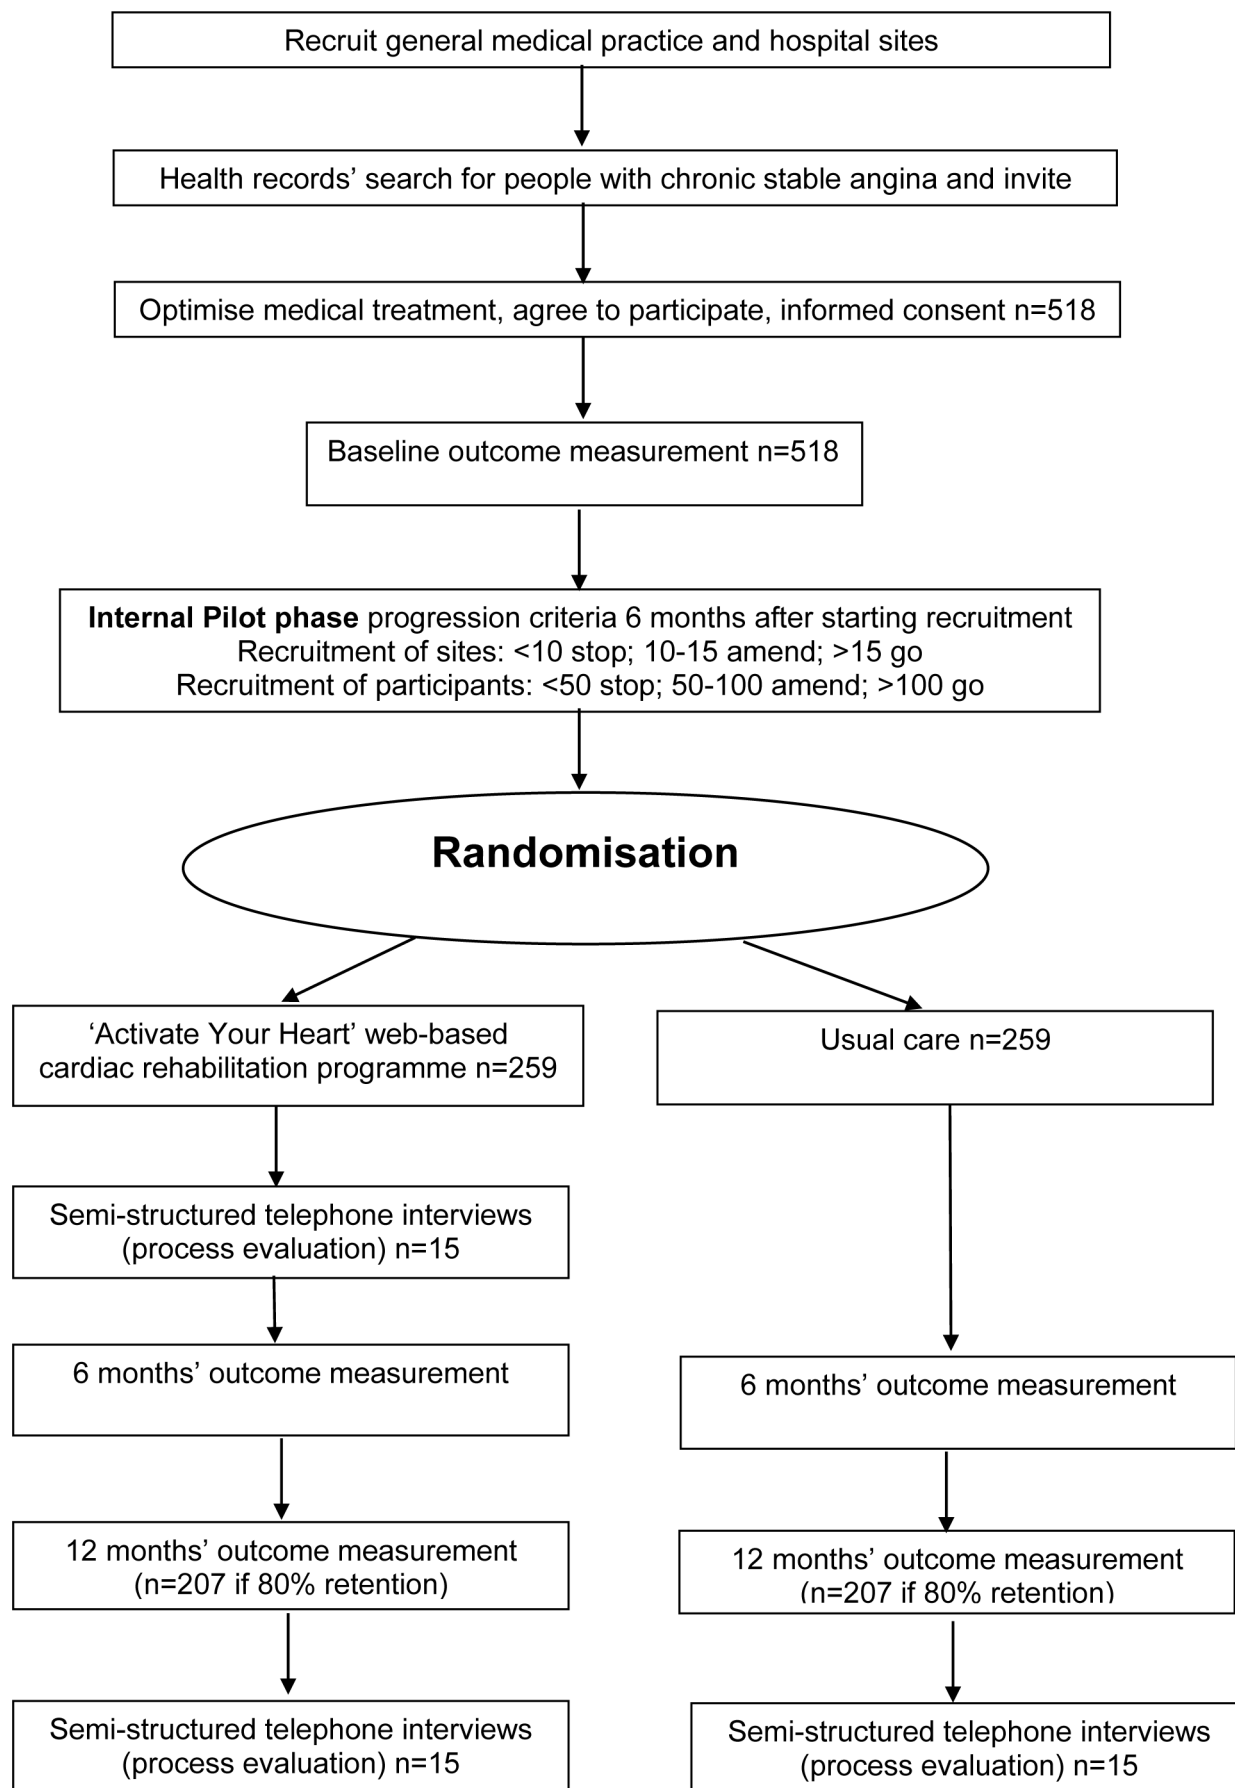 Recruit general medical practice and hospital sites
Health records’ search for people with chronic stable angina and invite
Optimise medical treatment, agree to participate, informed consent n=518
Baseline outcome measurement n=518
Internal Pilot phase progression criteria 6 months after starting recruitment
Recruitment of sites: <10 stop; 10-15 amend; >15 go
Recruitment of participants: <50 stop; 50-100 amend; >100 go
Randomisation
‘Activate Your Heart’ web-based
cardiac rehabilitation programme n=259
Usual care n=259
Semi-structured telephone interviews
(process evaluation) n=15
6 months’ outcome measurement
6 months’ outcome measurement
12 months’ outcome measurement
(n=207 if 80% retention)
12 months’ outcome measurement
(n=207 if 80% retention)
Semi-structured telephone interviews
(process evaluation) n=15
Semi-structured telephone interviews
(process evaluation) n=15